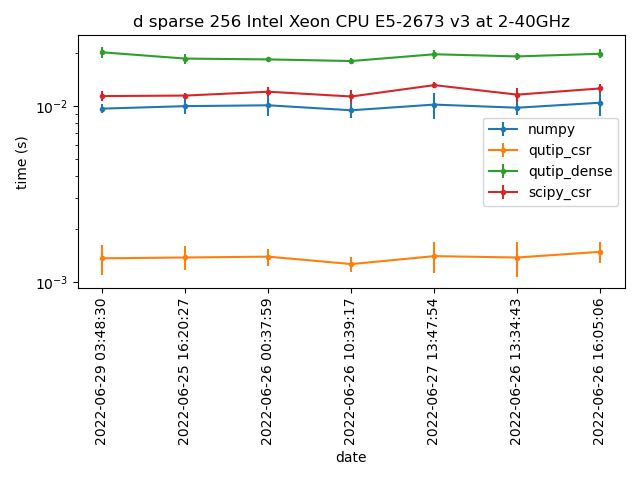 d sparse 256 Intel Xeon CPU E5-2673 v3 at 2-40GHz
time (s)
10⁻²
10⁻³
numpy
qutip_csr
qutip_dense
scipy_csr
2022-06-29 03:48:30
2022-06-25 16:20:27
2022-06-26 00:37:59
2022-06-26 10:39:17
2022-06-27 13:47:54
2022-06-26 13:34:43
2022-06-26 16:05:06
date